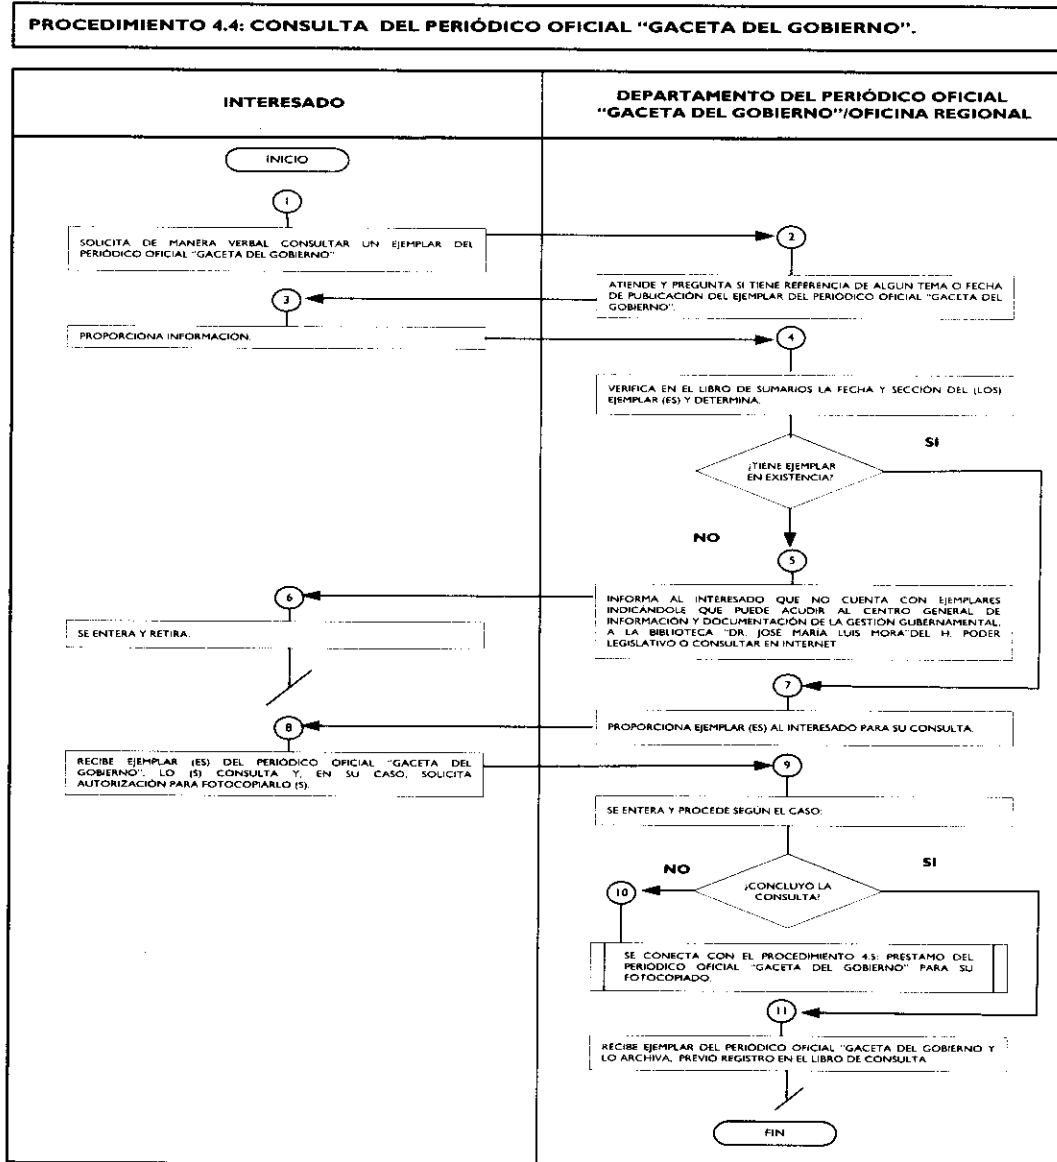 PROCEDIMIENTO 4.4: CONSULTA DEL PERIÓDICO OFICIAL “GACETA DEL GOBIERNO”.
INTERESADO
DEPARTAMENTO DEL PERIÓDICO OFICIAL
“GACETA DEL GOBIERNO”/OFICINA REGIONAL
INICIO
1
SOLICITA DE MANERA VERBAL CONSULTAR UN EJEMPLAR DEL
PERIÓDICO OFICIAL “GACETA DEL GOBIERNO”
2
ATIENDE Y PREGUNTA SI TIENE REFERENCIA DE ALGUN TEMA O FECHA
DE PUBLICACIÓN DEL EJEMPLAR DEL PERIÓDICO OFICIAL “GACETA DEL
GOBIERNO”.
3
PROPORCIONA INFORMACIÓN.
4
VERIFICA EN EL LIBRO DE SUMARIOS LA FECHA Y SECCIÓN DEL (LOS)
EJEMPLAR (ES) Y DETERMINA.
¿TIENE EJEMPLAR
EN EXISTENCIA?
SI
NO
5
INFORMA AL INTERESADO QUE NO CUENTA CON EJEMPLARES
INDICÁNDOLE QUE PUEDE ACUDIR AL CENTRO GENERAL DE
INFORMACIÓN Y DOCUMENTACIÓN DE LA GESTIÓN GUBERNAMENTAL,
A LA BIBLIOTECA “DR. JOSÉ MARÍA LUIS MORA”DEL H. PODER
LEGISLATIVO O CONSULTAR EN INTERNET
6
SE ENTERA Y RETIRA.
7
PROPORCIONA EJEMPLAR (ES) AL INTERESADO PARA SU CONSULTA.
8
RECIBE EJEMPLAR (ES) DEL PERIÓDICO OFICIAL “GACETA DEL
GOBIERNO”, LO (S) CONSULTA Y, EN SU CASO, SOLICITA
AUTORIZACIÓN PARA FOTOCOPIARLO (S).
9
SE ENTERA Y PROCEDE SEGÚN EL CASO:
¿CONCLUYÓ LA
CONSULTA?
NO
SI
10
SE CONECTA CON EL PROCEDIMIENTO 4.5: PRÉSTAMO DEL
PERIODICO OFICIAL “GACETA DEL GOBIERNO” PARA SU
FOTOCOPIADO.
11
RECIBE EJEMPLAR DEL PERIÓDICO OFICIAL “GACETA DEL GOBIERNO Y
LO ARCHIVA, PREVIO REGISTRO EN EL LIBRO DE CONSULTA
FIN